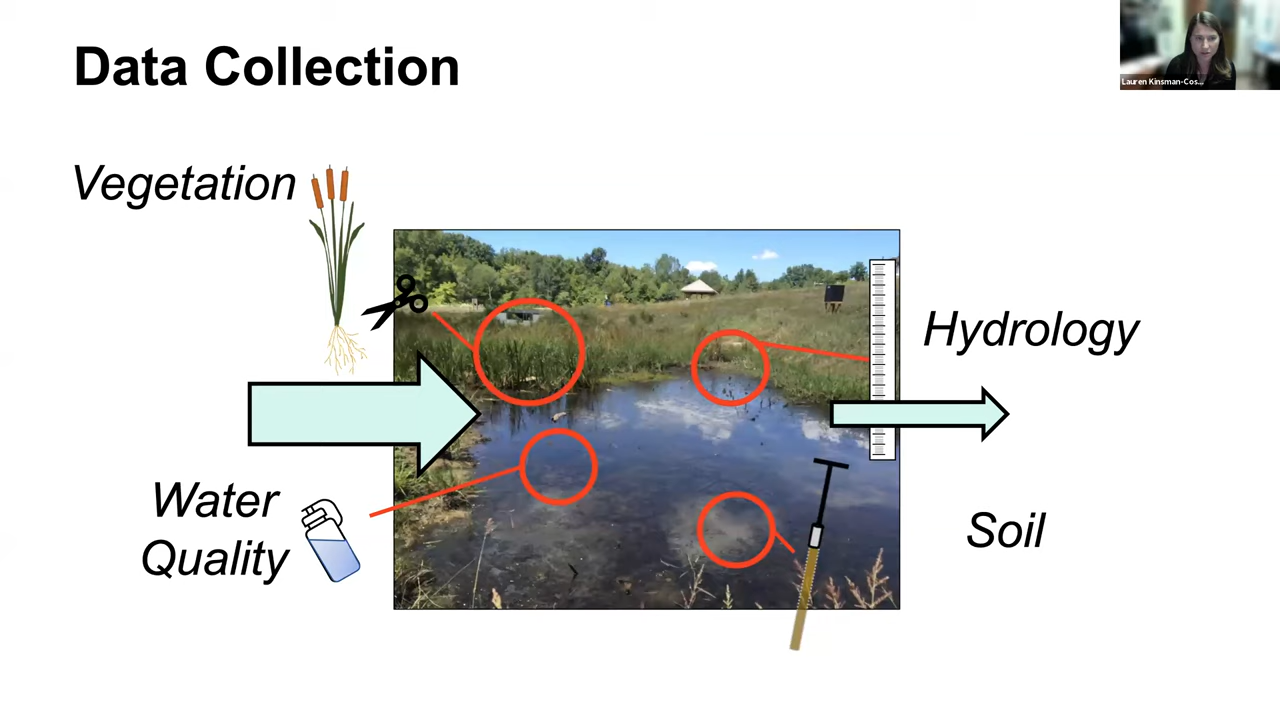 Data Collection
Lauren Kinsman-Cos...
Vegetation
Hydrology
Water
Quality
Soil